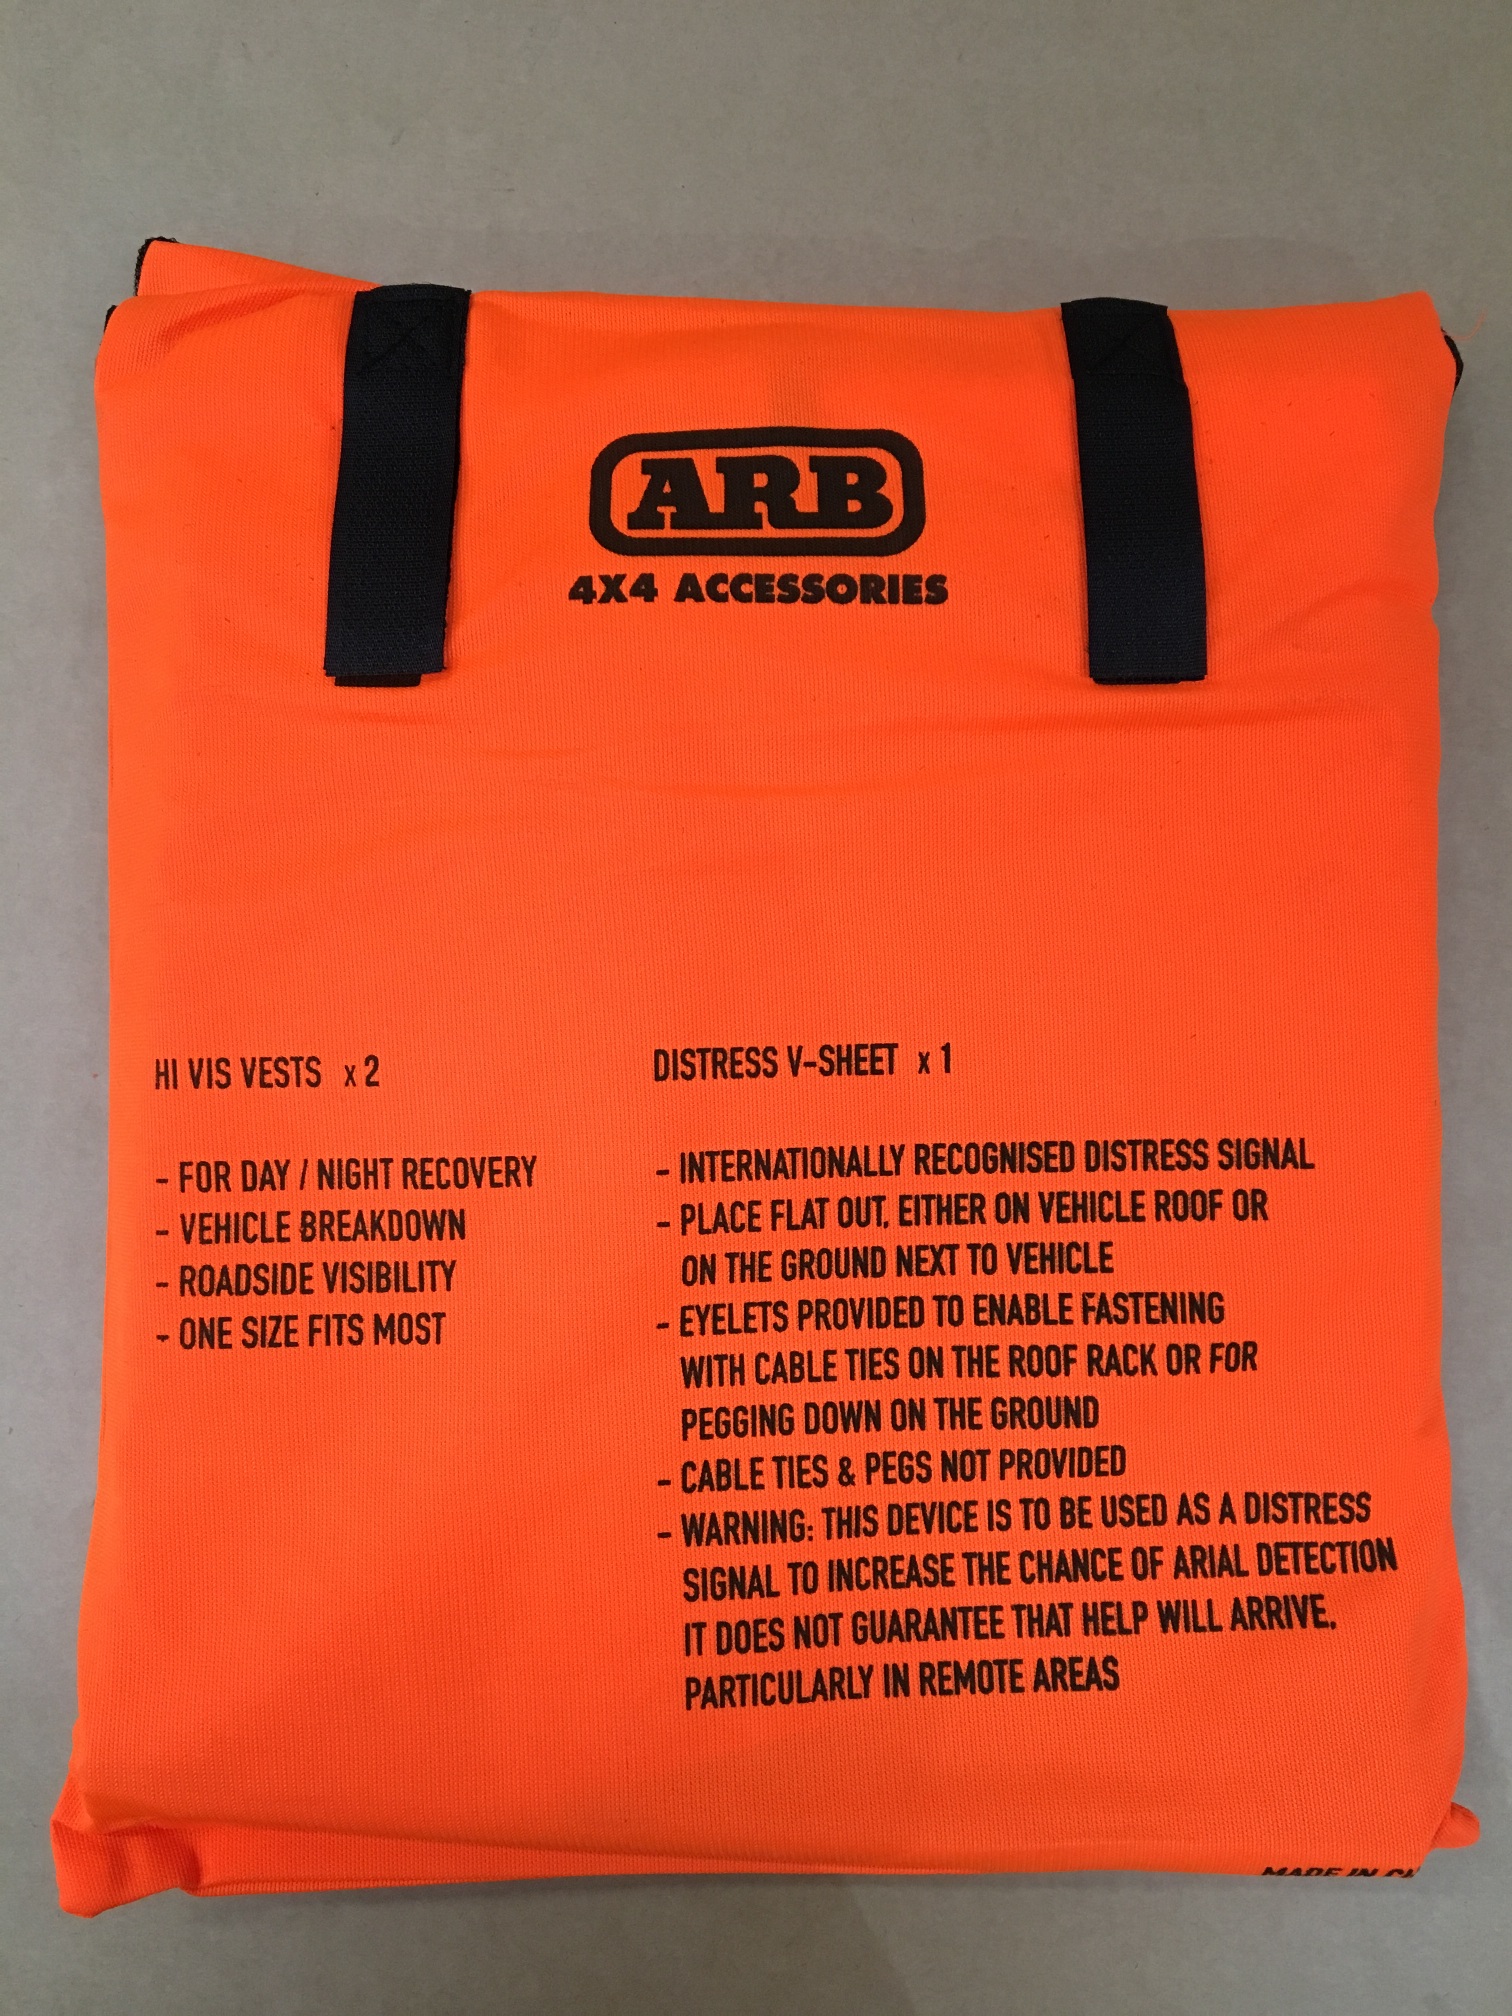 ARB
4X4 ACCESSORIES
HI VIS VESTS x 2
- FOR DAY / NIGHT RECOVERY
- VEHICLE BREAKDOWN
- ROADSIDE VISIBILITY
- ONE SIZE FITS MOST
DISTRESS V-SHEET x 1
- INTERNATIONALLY RECOGNISED DISTRESS SIGNAL
- PLACE FLAT OUT, EITHER ON VEHICLE ROOF OR
ON THE GROUND NEXT TO VEHICLE
- EYELETS PROVIDED TO ENABLE FASTENING
WITH CABLE TIES ON THE ROOF RACK OR FOR
PEGGING DOWN ON THE GROUND
- CABLE TIES & PEGS NOT PROVIDED
- WARNING: THIS DEVICE IS TO BE USED AS A DISTRESS
SIGNAL TO INCREASE THE CHANCE OF ARIAL DETECTION
IT DOES NOT GUARANTEE THAT HELP WILL ARRIVE,
PARTICULARLY IN REMOTE AREAS
MADE IN